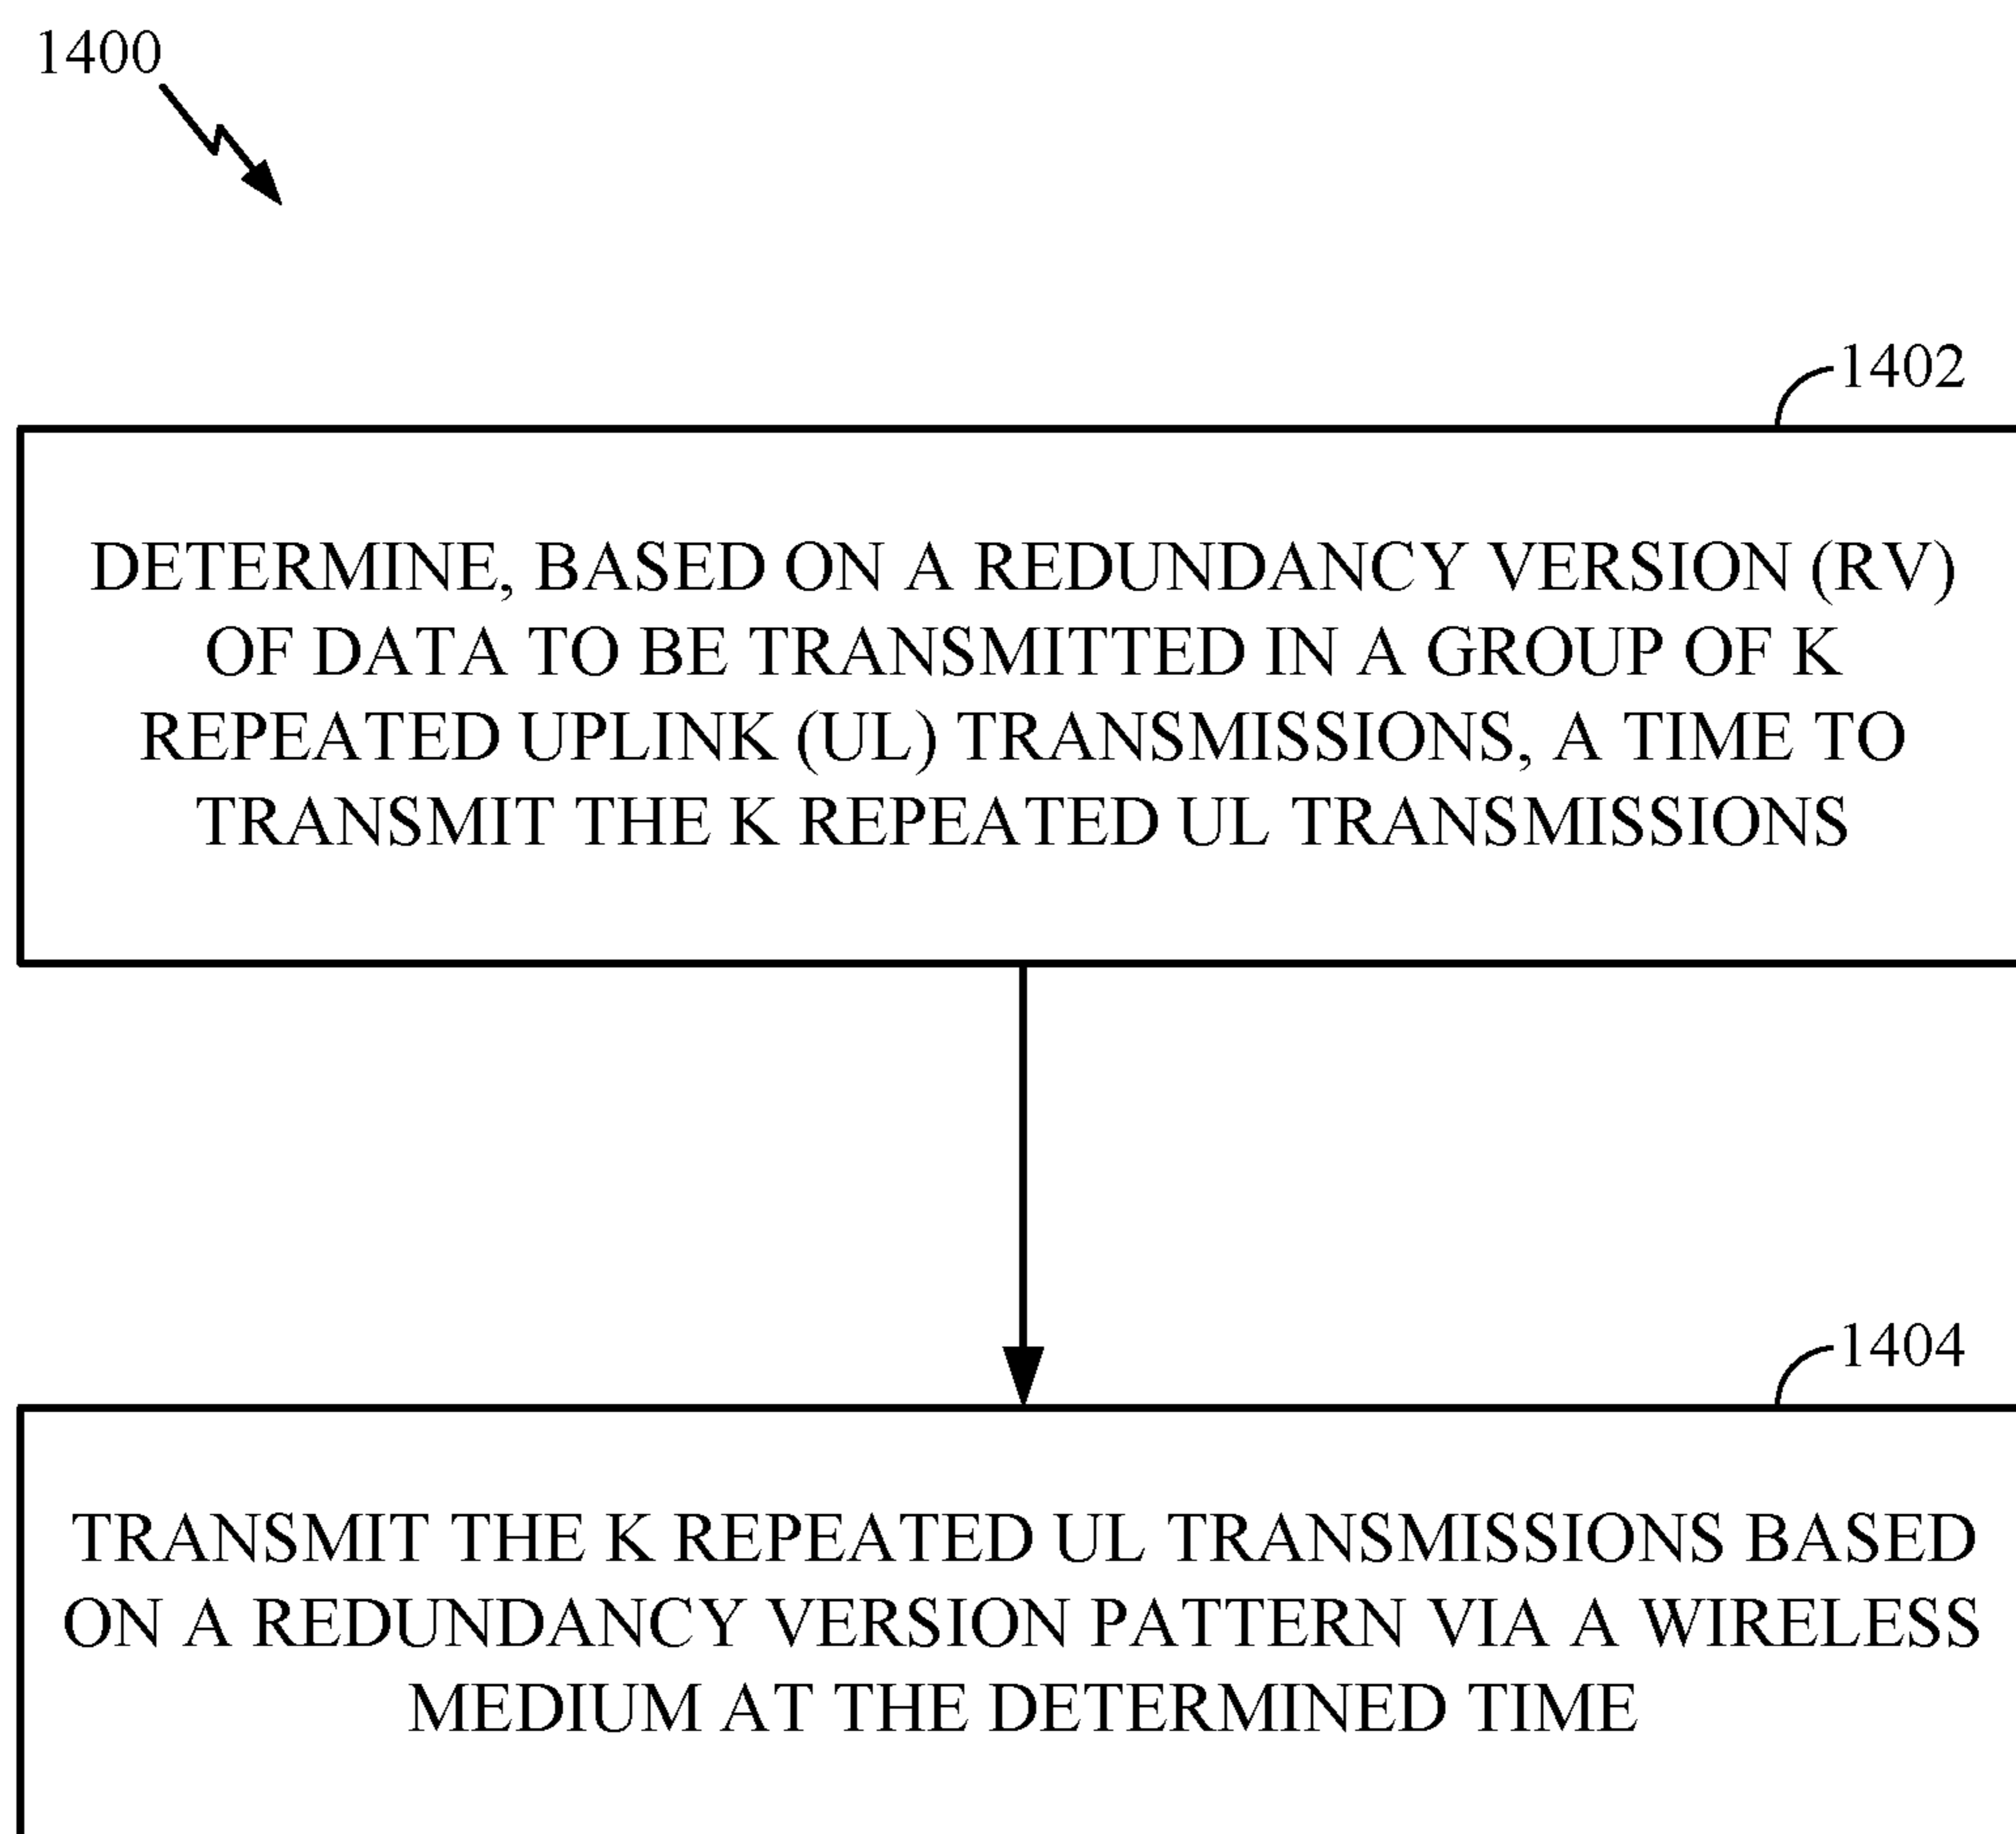 1400
1402
DETERMINE, BASED ON A REDUNDANCY VERSION (RV)
OF DATA TO BE TRANSMITTED IN A GROUP OF K
REPEATED UPLINK (UL) TRANSMISSIONS, A TIME TO
TRANSMIT THE K REPEATED UL TRANSMISSIONS
1404
TRANSMIT THE K REPEATED UL TRANSMISSIONS BASED
ON A REDUNDANCY VERSION PATTERN VIA A WIRELESS
MEDIUM AT THE DETERMINED TIME